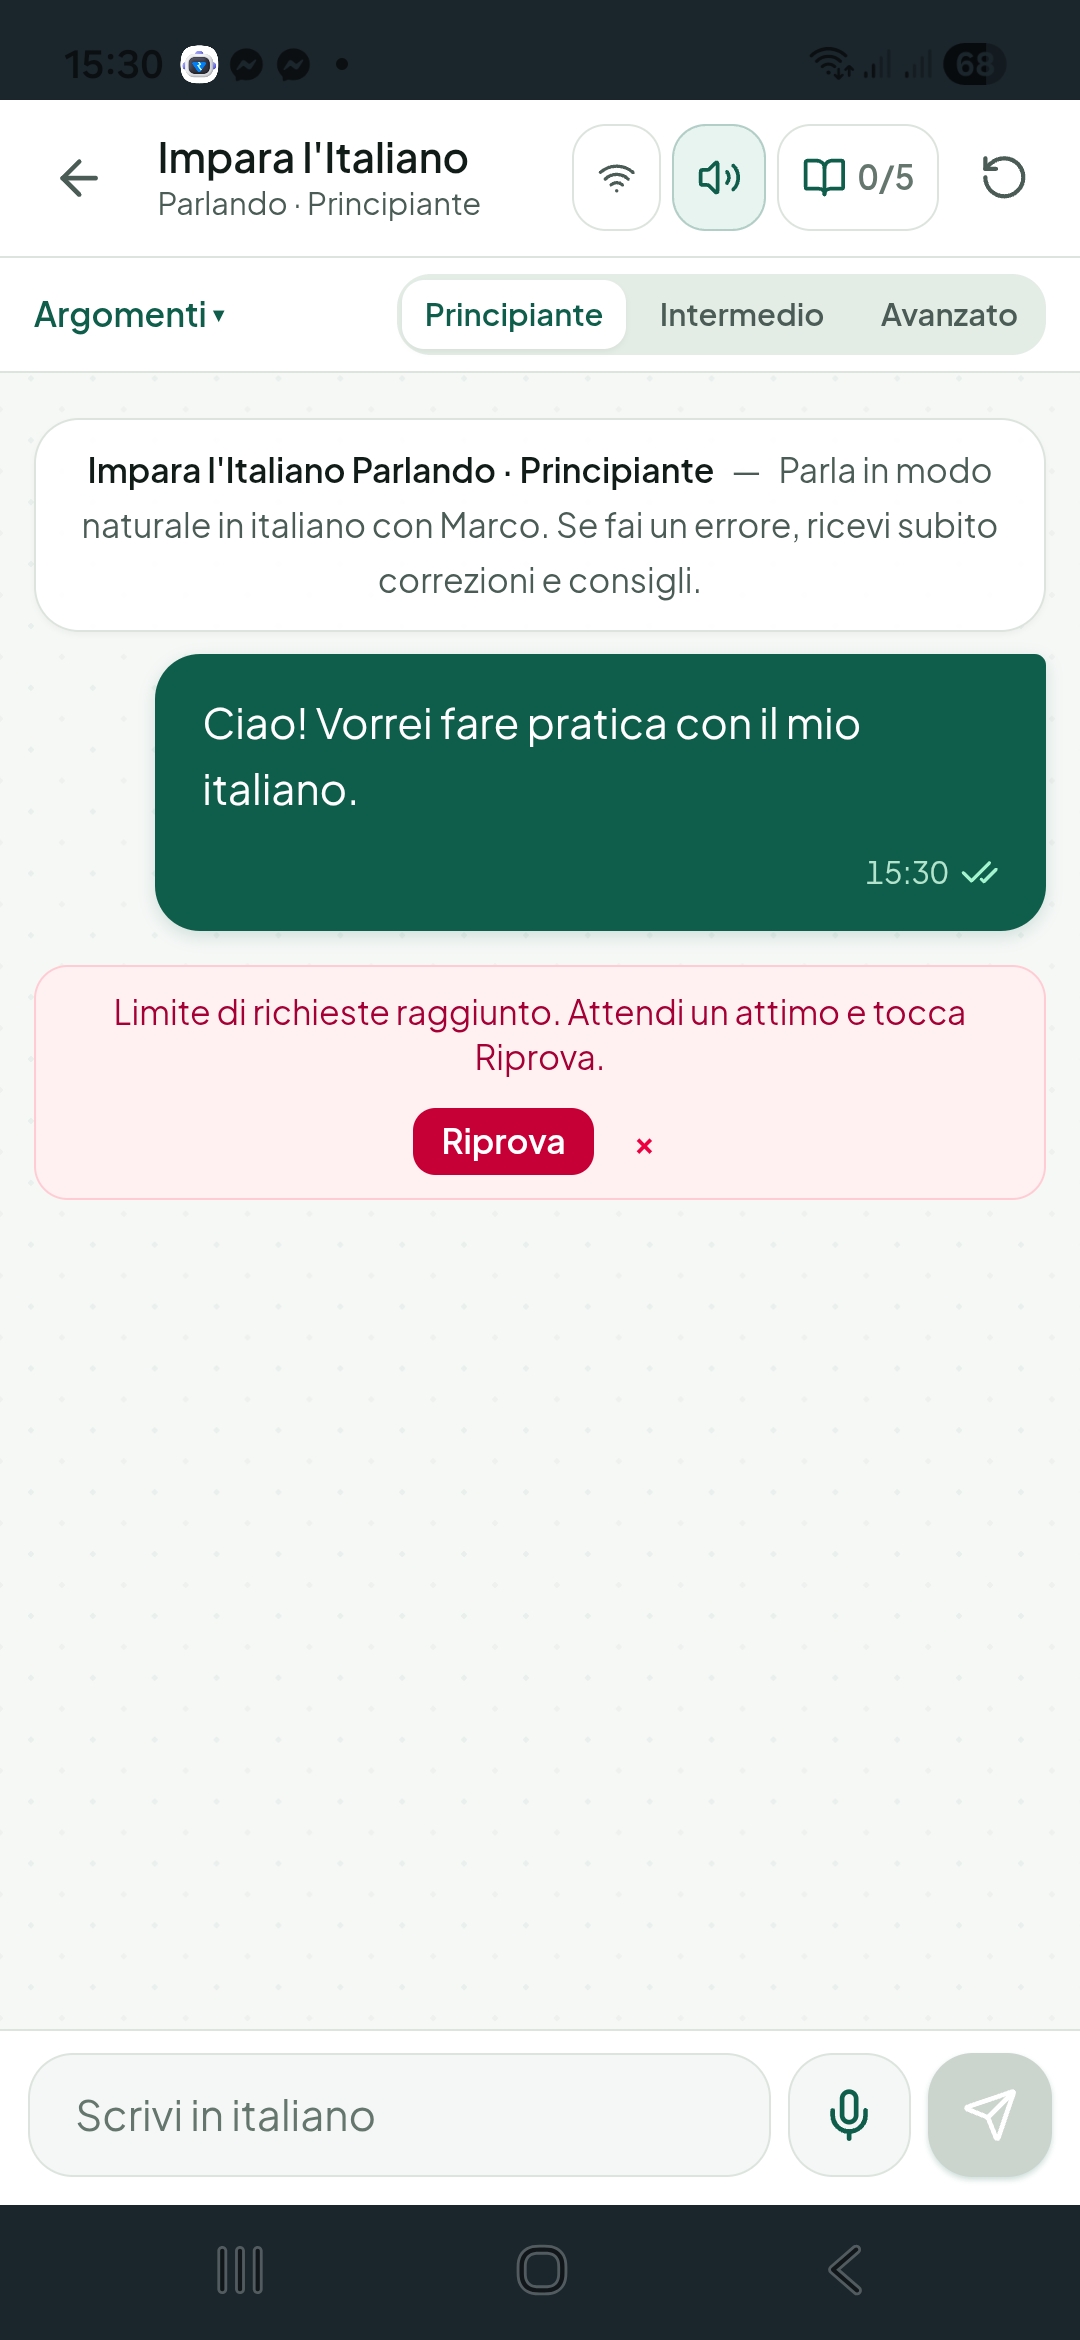 15:30
68
Impara l'Italiano
Parlando · Principiante
0/5
Argomenti ▾
Principiante
Intermedio
Avanzato
Impara l'Italiano Parlando · Principiante — Parla in modo
naturale in italiano con Marco. Se fai un errore, ricevi subito
correzioni e consigli.
Ciao! Vorrei fare pratica con il mio
italiano.
15:30
Limite di richieste raggiunto. Attendi un attimo e tocca
Riprova.
Riprova
×
Scrivi in italiano